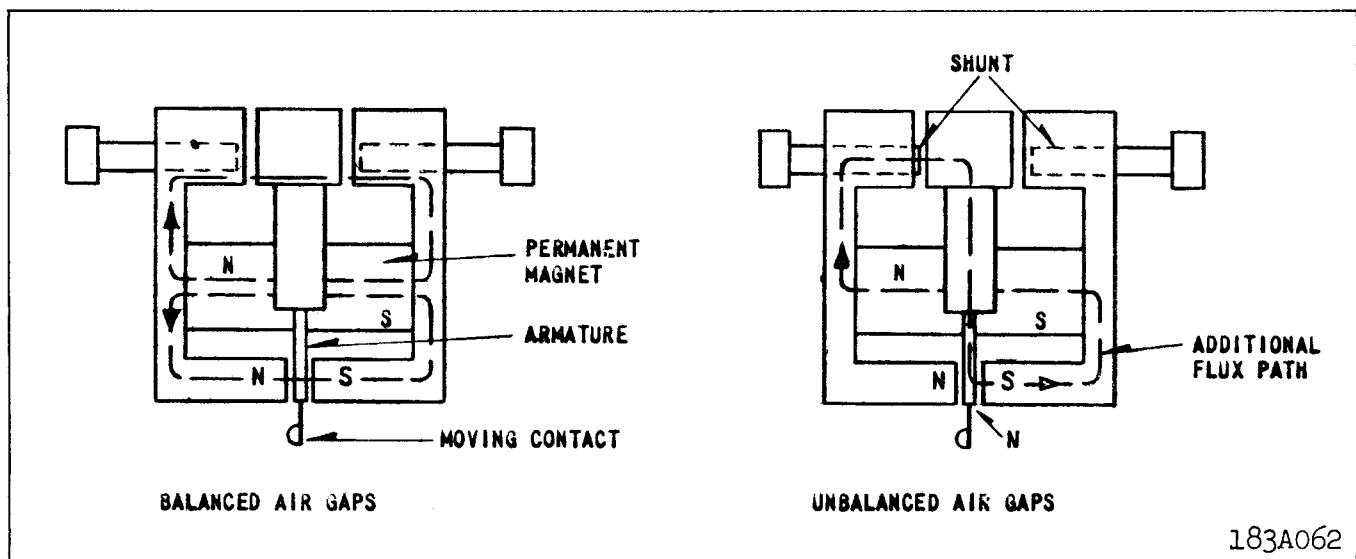 SHUNT
N
S
PERMANENT
MAGNET
ARMATURE
N S
MOVING CONTACT
BALANCED AIR GAPS
N
S
ADDITIONAL
FLUX PATH
N S
N
UNBALANCED AIR GAPS
183A062